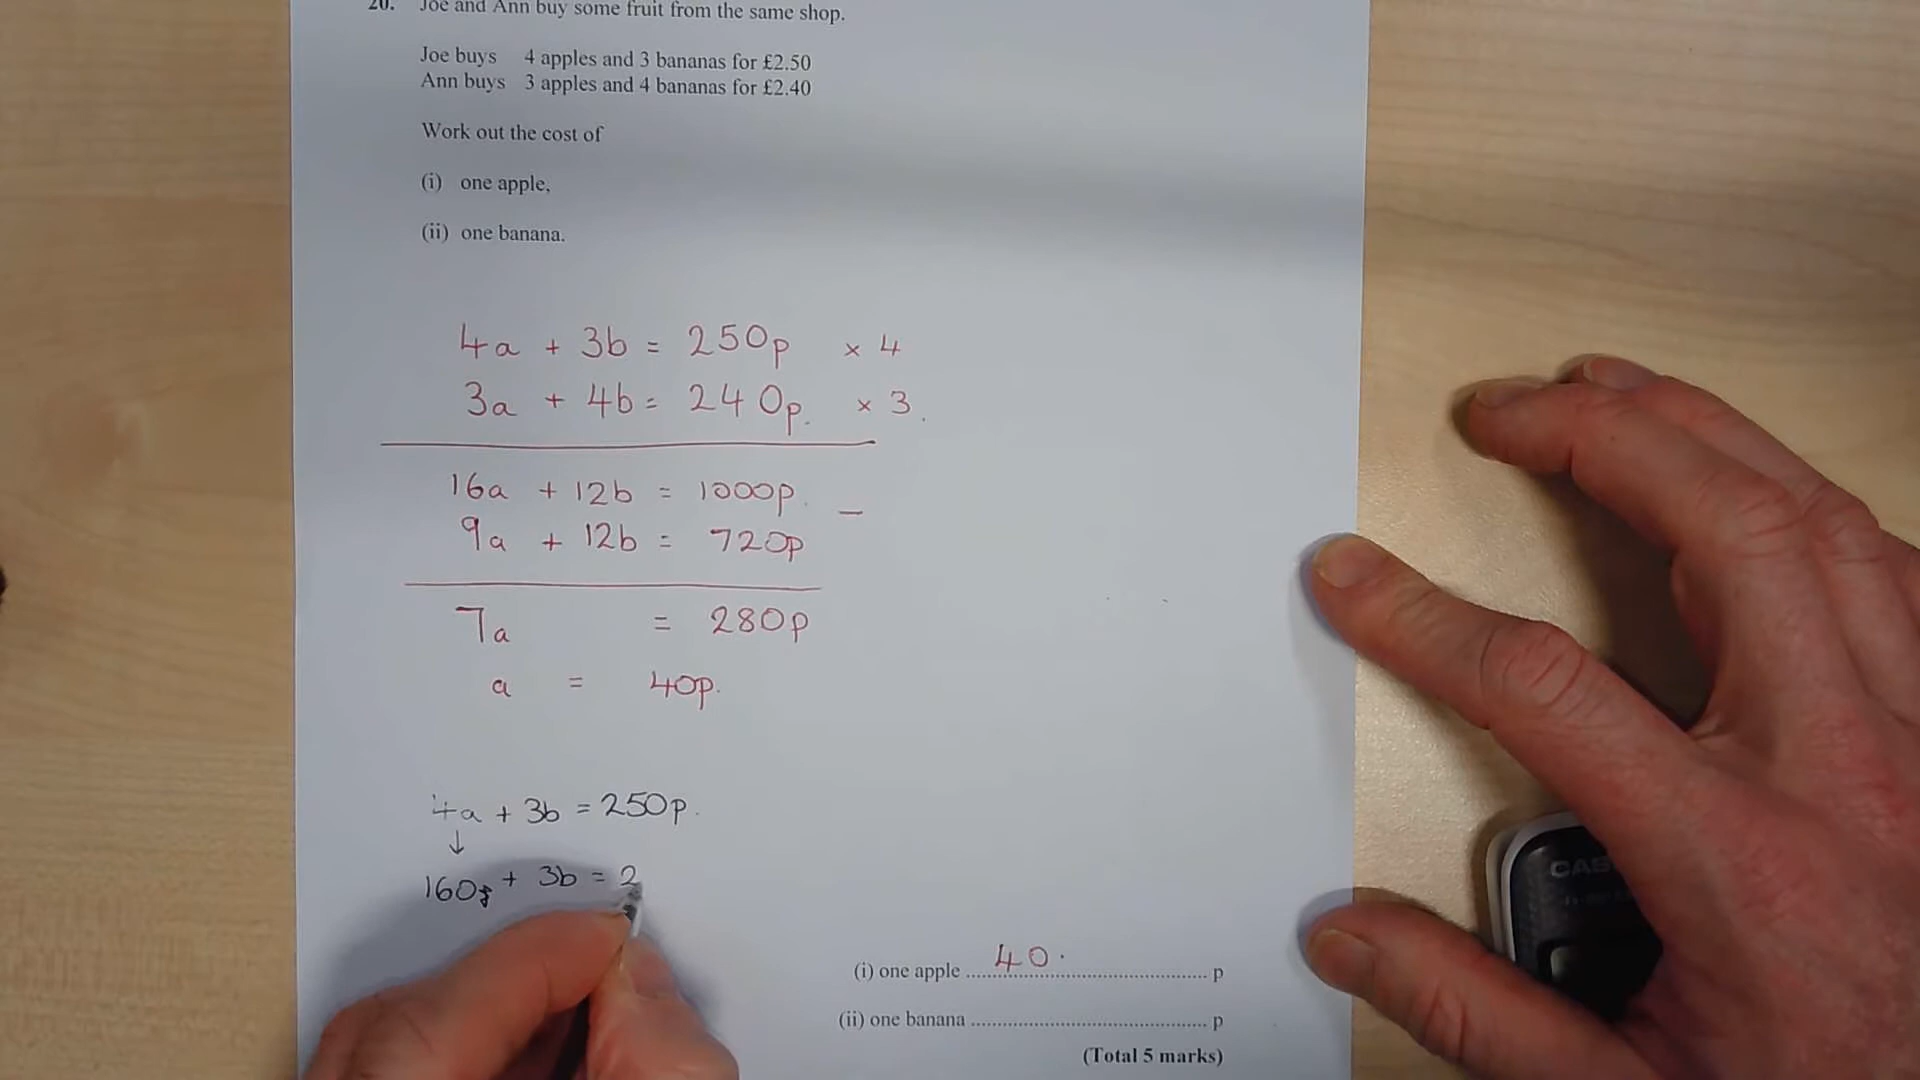 20. Joe and Ann buy some fruit from the same shop.
Joe buys 4 apples and 3 bananas for £2.50
Ann buys 3 apples and 4 bananas for £2.40
Work out the cost of
(i) one apple,
(ii) one banana.
4a + 3b = 250p × 4
3a + 4b = 240p. × 3.
16a + 12b = 1000p. –
9a + 12b = 720p
7a = 280p
a = 40p.
4a + 3b = 250p.
↓
160p + 3b = 2
(i) one apple 40. p
(ii) one banana p
(Total 5 marks)